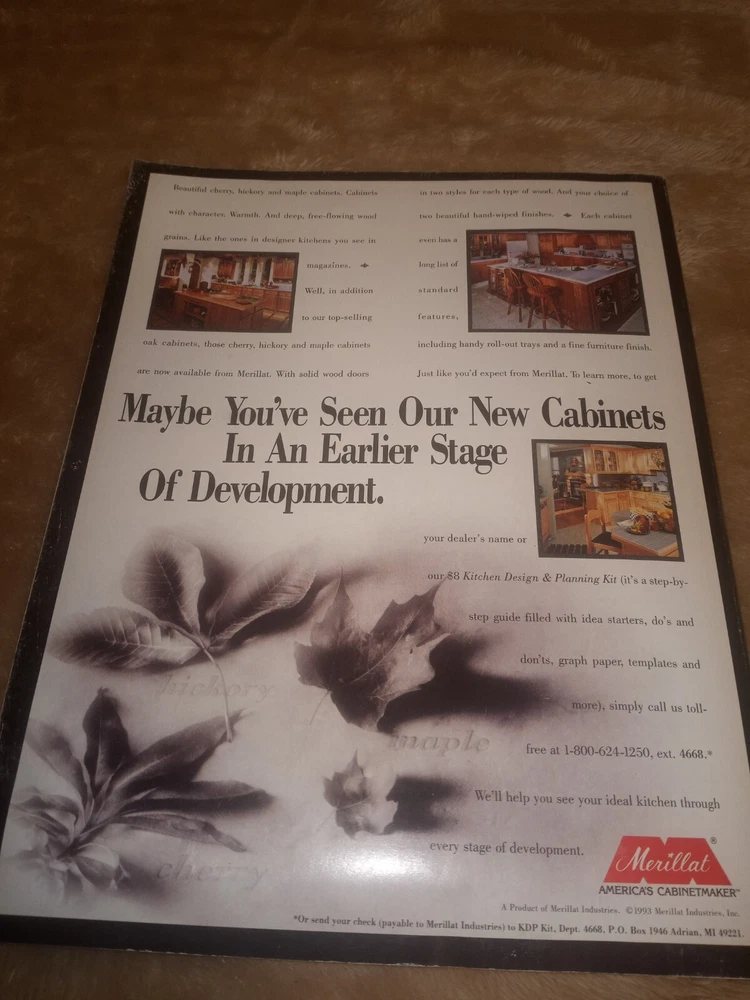 Beautiful cherry, hickory and maple cabinets. Cabinets
with character. Warmth. And deep, free-flowing wood
grains. Like the ones in designer kitchens you see in
magazines.
Well, in addition
to our top-selling
oak cabinets, those cherry, hickory and maple cabinets
are now available from Merillat. With solid wood doors
in two styles for each type of wood. And your choice of
two beautiful hand-wiped finishes. Each cabinet
even has a
long list of
standard
features,
including handy roll-out trays and a fine furniture finish.
Just like you'd expect from Merillat. To learn more, to get
Maybe You've Seen Our New Cabinets
In An Earlier Stage
Of Development.
your dealer's name or
our $8 Kitchen Design & Planning Kit (it's a step-by-
step guide filled with idea starters, do's and
don'ts, graph paper, templates and
more), simply call us toll-
free at 1-800-624-1250, ext. 4668.*
We'll help you see your ideal kitchen through
every stage of development.
hickory
maple
cherry
Merillat®
AMERICA'S CABINETMAKER™
A Product of Merillat Industries. ©1993 Merillat Industries, Inc.
*Or send your check (payable to Merillat Industries) to KDP Kit, Dept. 4668, P.O. Box 1946 Adrian, MI 49221.